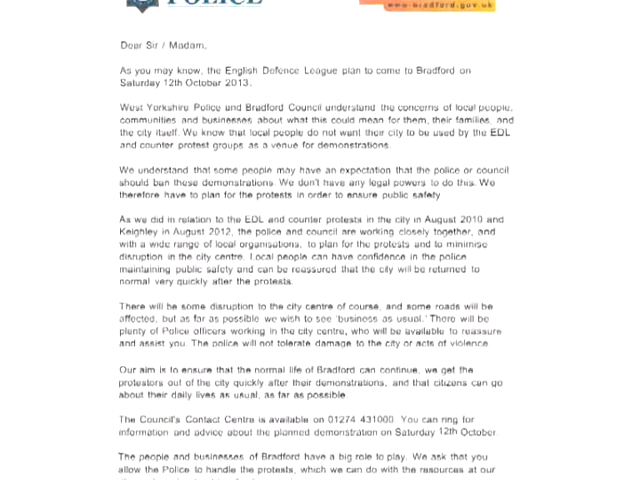 POLICE
www.bradford.gov.uk
Dear Sir / Madam,
As you may know, the English Defence League plan to come to Bradford on
Saturday 12th October 2013.
West Yorkshire Police and Bradford Council understand the concerns of local people,
communities and businesses about what this could mean for them, their families, and
the city itself. We know that local people do not want their city to be used by the EDL
and counter protest groups as a venue for demonstrations.
We understand that some people may have an expectation that the police or council
should ban these demonstrations. We don't have any legal powers to do this. We
therefore have to plan for the protests in order to ensure public safety.
As we did in relation to the EDL and counter protests in the city in August 2010 and
Keighley in August 2012, the police and council are working closely together, and
with a wide range of local organisations, to plan for the protests and to minimise
disruption in the city centre. Local people can have confidence in the police
maintaining public safety and can be reassured that the city will be returned to
normal very quickly after the protests.
There will be some disruption to the city centre of course, and some roads will be
affected, but as far as possible we wish to see 'business as usual.' There will be
plenty of Police officers working in the city centre, who will be available to reassure
and assist you. The police will not tolerate damage to the city or acts of violence.
Our aim is to ensure that the normal life of Bradford can continue, we get the
protestors out of the city quickly after their demonstrations, and that citizens can go
about their daily lives as usual, as far as possible.
The Council's Contact Centre is available on 01274 431000. You can ring for
information and advice about the planned demonstration on Saturday 12th October.
The people and businesses of Bradford have a big role to play. We ask that you
allow the Police to handle the protests, which we can do with the resources at our